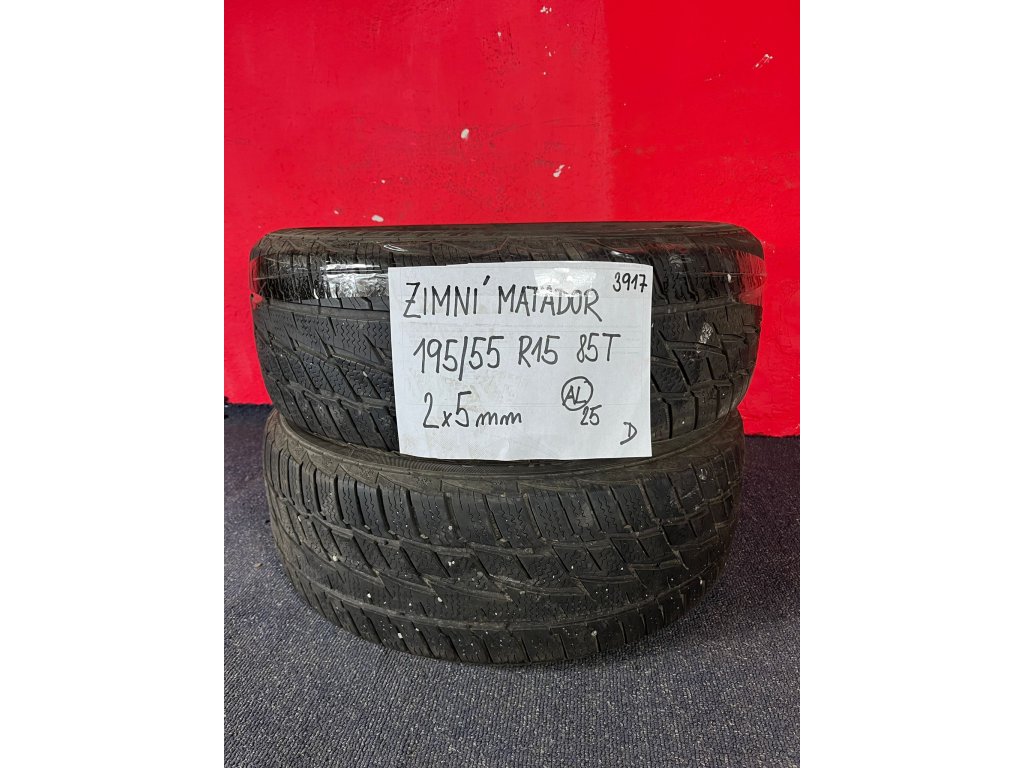 3917
ZIMNÍ MATADOR
195/55 R15 85T
2x5mm AL 25
D